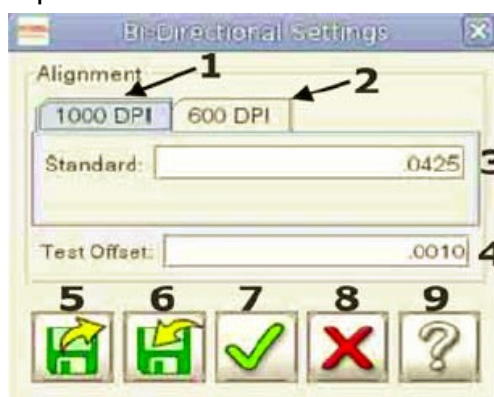 Bi-Directional Settings
Alignment 1 2
1000 DPI 600 DPI
Standard: .0425 3
Test Offset: .0010 4
5 6 7 8 9